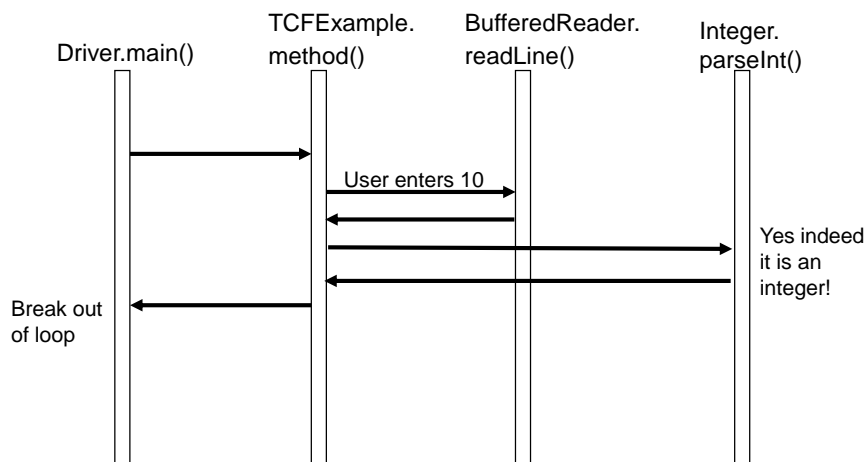 Driver.main()
TCFExample.
method()
BufferedReader.
readLine()
Integer.
parseInt()
User enters 10
Yes indeed
it is an
integer!
Break out
of loop